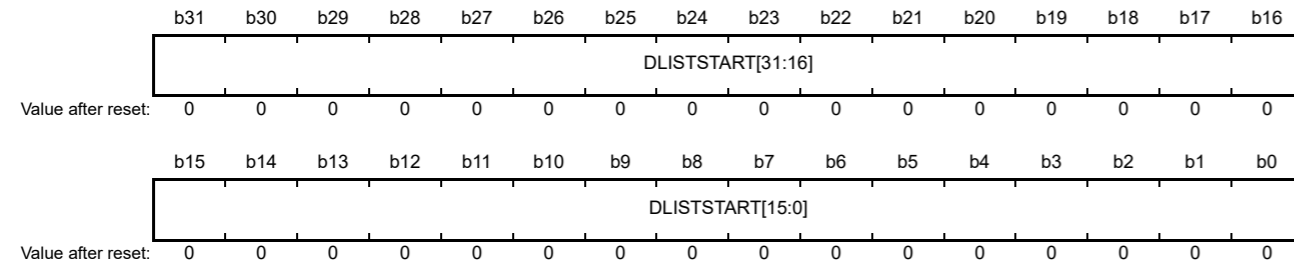 b31 b30 b29 b28 b27 b26 b25 b24 b23 b22 b21 b20 b19 b18 b17 b16
DLISTSTART[31:16]
Value after reset: 0 0 0 0 0 0 0 0 0 0 0 0 0 0 0 0
b15 b14 b13 b12 b11 b10 b9 b8 b7 b6 b5 b4 b3 b2 b1 b0
DLISTSTART[15:0]
Value after reset: 0 0 0 0 0 0 0 0 0 0 0 0 0 0 0 0